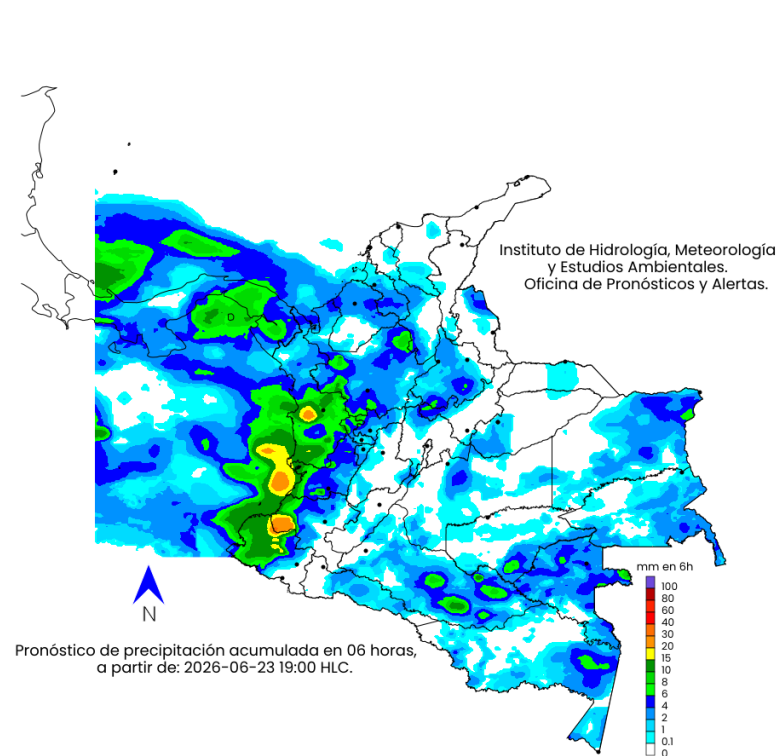 Instituto de Hidrología, Meteorología
y Estudios Ambientales.
Oficina de Pronósticos y Alertas.
mm en 6h
100
80
60
40
30
20
15
10
8
6
4
2
1
0.1
0
N
Pronóstico de precipitación acumulada en 06 horas,
a partir de: 2026-06-23 19:00 HLC.